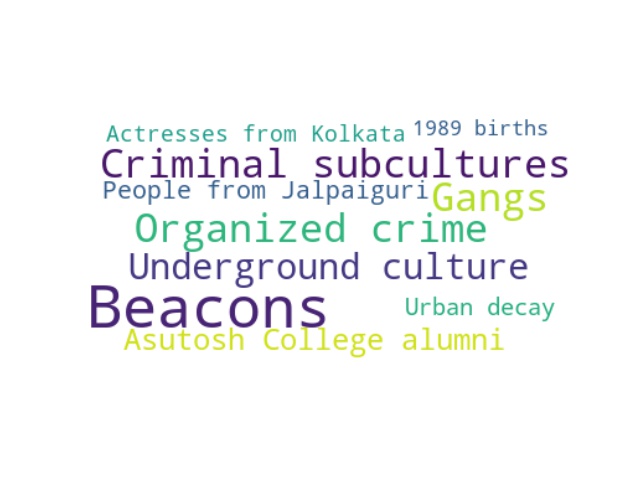 Actresses from Kolkata 1989 births
Criminal subcultures
People from Jalpaiguri Gangs
Organized crime
Underground culture
Beacons Urban decay
Asutosh College alumni